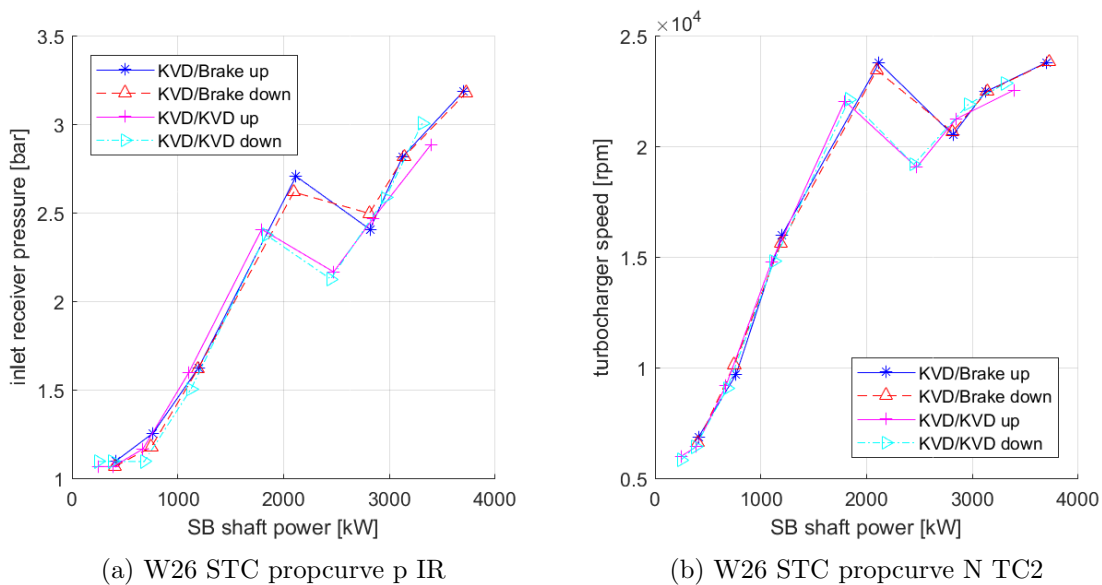 3.5
3
2.5
2
1.5
1
0
1000
2000
3000
4000
inlet receiver pressure [bar]
SB shaft power [kW]
KVD/Brake up
KVD/Brake down
KVD/KVD up
KVD/KVD down
(a) W26 STC propcurve p IR
×10⁴
2.5
2
1.5
1
0.5
0
1000
2000
3000
4000
turbocharger speed [rpm]
SB shaft power [kW]
KVD/Brake up
KVD/Brake down
KVD/KVD up
KVD/KVD down
(b) W26 STC propcurve N TC2